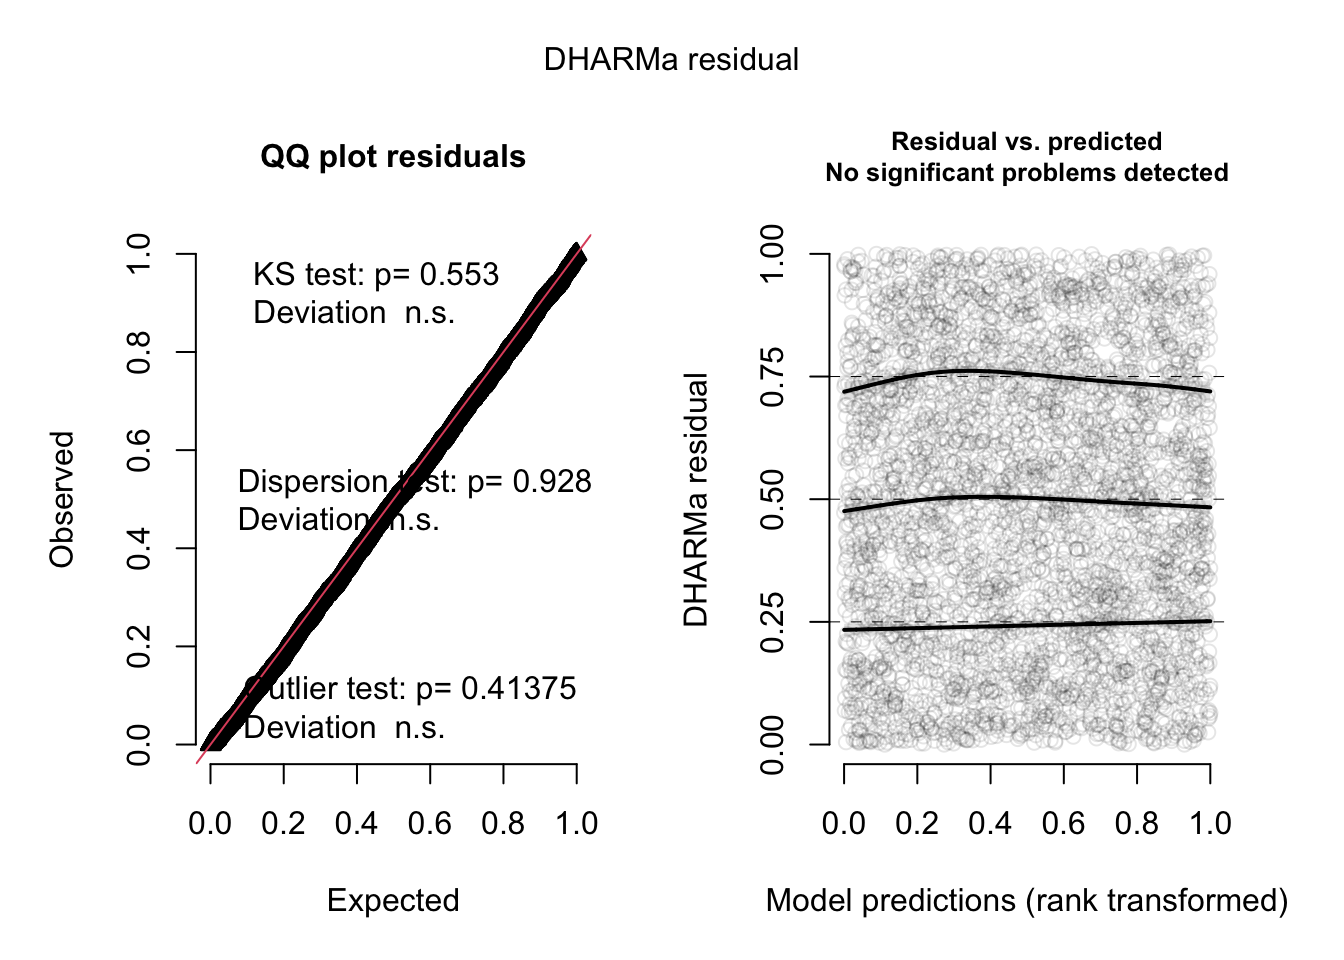 DHARMa residual
QQ plot residuals
KS test: p= 0.553
Deviation n.s.
Dispersion test: p= 0.928
Deviation n.s.
Outlier test: p= 0.41375
Deviation n.s.
Observed
0.0 0.2 0.4 0.6 0.8 1.0
0.0 0.2 0.4 0.6 0.8 1.0
Expected
Residual vs. predicted
No significant problems detected
DHARMa residual
0.00 0.25 0.50 0.75 1.00
0.0 0.2 0.4 0.6 0.8 1.0
Model predictions (rank transformed)